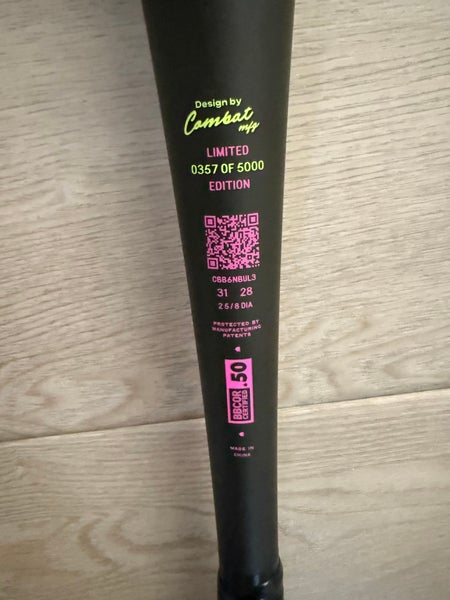 Design by
Combat
mfg
LIMITED
0357 OF 5000
EDITION
CBB6NBUL3
31 28
2 5/8 DIA
PROTECTED BY
MANUFACTURING
PATENTS
BBCOR
CERTIFIED
.50
MADE IN
CHINA